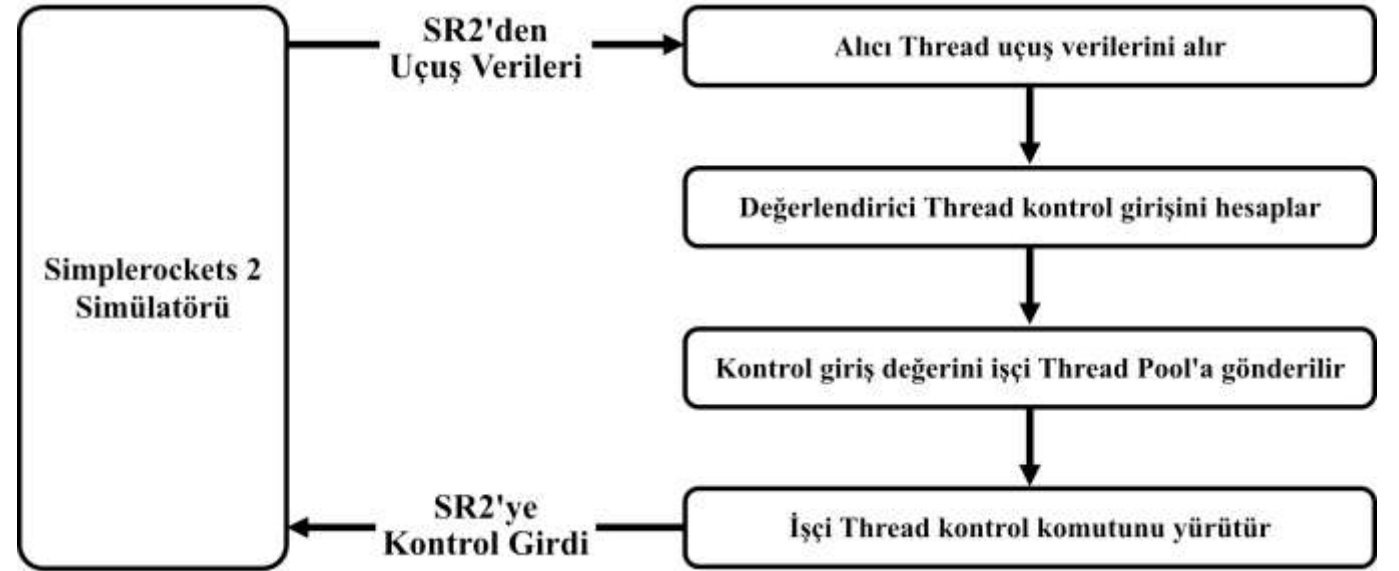 SR2'den
Uçuş Verileri
Alıcı Thread uçuş verilerini alır
Değerlendirici Thread kontrol girişini hesaplar
Simplerockets 2
Simülatörü
Kontrol giriş değerini işçi Thread Pool'a gönderilir
SR2'ye
Kontrol Girdi
İşçi Thread kontrol komutunu yürütür